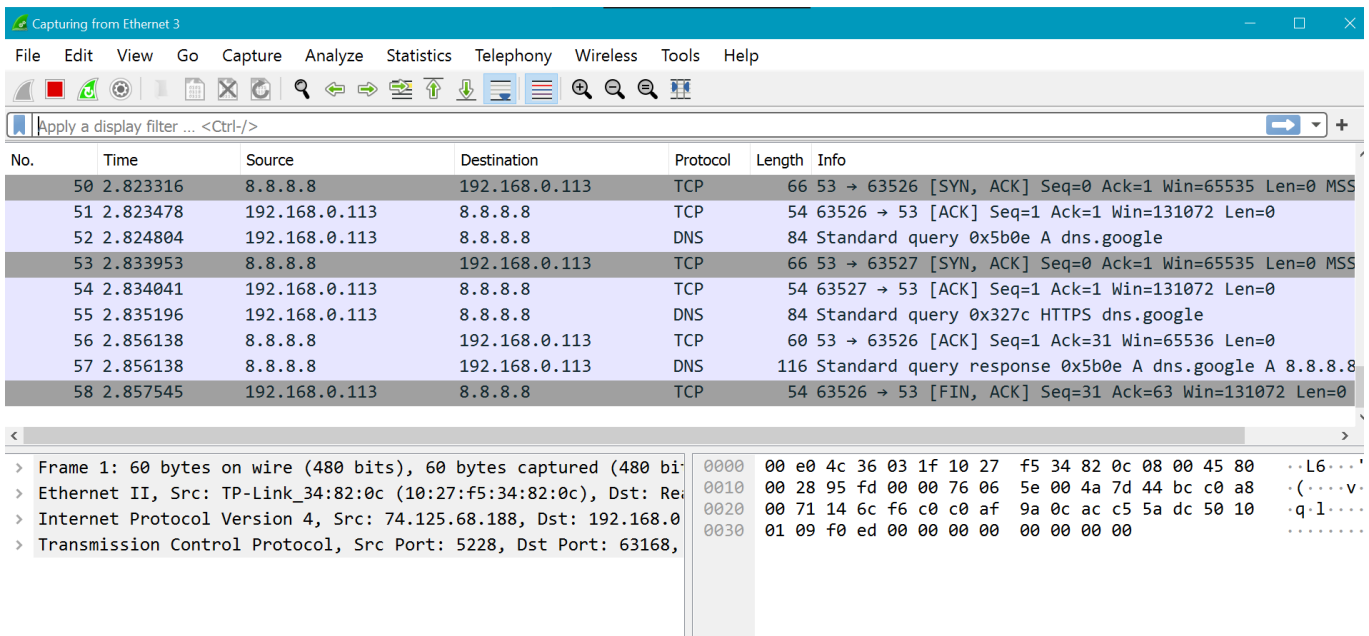 Capturing from Ethernet 3
File Edit View Go Capture Analyze Statistics Telephony Wireless Tools Help
Apply a display filter ... <Ctrl-/>
No. Time Source Destination Protocol Length Info
50 2.823316 8.8.8.8 192.168.0.113 TCP 66 53 → 63526 [SYN, ACK] Seq=0 Ack=1 Win=65535 Len=0 MSS
51 2.823478 192.168.0.113 8.8.8.8 TCP 54 63526 → 53 [ACK] Seq=1 Ack=1 Win=131072 Len=0
52 2.824804 192.168.0.113 8.8.8.8 DNS 84 Standard query 0x5b0e A dns.google
53 2.833953 8.8.8.8 192.168.0.113 TCP 66 53 → 63527 [SYN, ACK] Seq=0 Ack=1 Win=65535 Len=0 MSS
54 2.834041 192.168.0.113 8.8.8.8 TCP 54 63527 → 53 [ACK] Seq=1 Ack=1 Win=131072 Len=0
55 2.835196 192.168.0.113 8.8.8.8 DNS 84 Standard query 0x327c HTTPS dns.google
56 2.856138 8.8.8.8 192.168.0.113 TCP 60 53 → 63526 [ACK] Seq=1 Ack=31 Win=65536 Len=0
57 2.856138 8.8.8.8 192.168.0.113 DNS 116 Standard query response 0x5b0e A dns.google A 8.8.8.8
58 2.857545 192.168.0.113 8.8.8.8 TCP 54 63526 → 53 [FIN, ACK] Seq=31 Ack=63 Win=131072 Len=0
> Frame 1: 60 bytes on wire (480 bits), 60 bytes captured (480 bi
> Ethernet II, Src: TP-Link_34:82:0c (10:27:f5:34:82:0c), Dst: Rea
> Internet Protocol Version 4, Src: 74.125.68.188, Dst: 192.168.0
> Transmission Control Protocol, Src Port: 5228, Dst Port: 63168,
0000 00 e0 4c 36 03 1f 10 27 f5 34 82 0c 08 00 45 80 ··L6···'
0010 00 28 95 fd 00 00 76 06 5e 00 4a 7d 44 bc c0 a8 ·(····v·
0020 00 71 14 6c f6 c0 c0 af 9a 0c ac c5 5a dc 50 10 ·q·l····
0030 01 09 f0 ed 00 00 00 00 00 00 00 00 ········